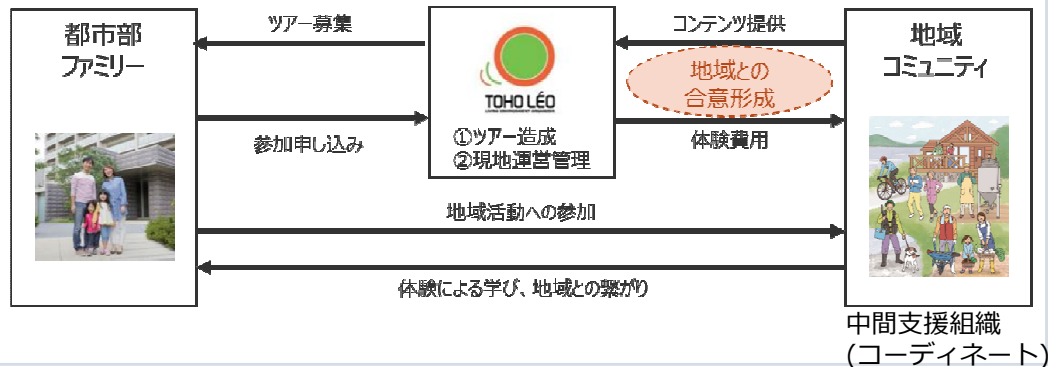 都市部
ファミリー
ツアー募集
参加申し込み
TOHO LÉO
①ツアー造成
②現地運営管理
コンテンツ提供
地域との
合意形成
体験費用
地域
コミュニティ
地域活動への参加
体験による学び、地域との繋がり
中間支援組織
(コーディネート)